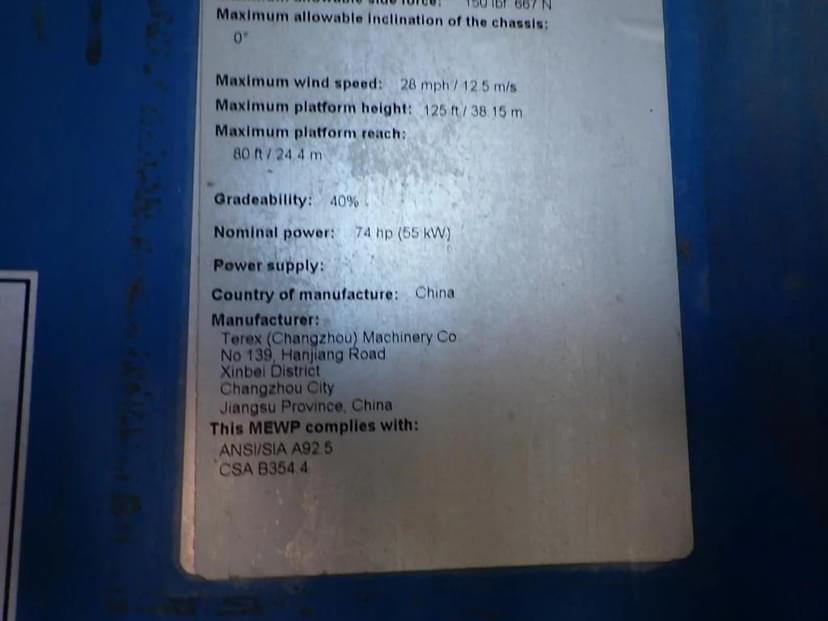 side force: 150 lbf 667 N
Maximum allowable inclination of the chassis:
0°
Maximum wind speed: 28 mph / 12.5 m/s
Maximum platform height: 125 ft / 38.15 m
Maximum platform reach:
80 ft / 24.4 m
Gradeability: 40%
Nominal power: 74 hp (55 kW)
Power supply:
Country of manufacture: China
Manufacturer:
Terex (Changzhou) Machinery Co
No 139, Hanjiang Road
Xinbei District
Changzhou City
Jiangsu Province, China
This MEWP complies with:
ANSI/SIA A92.5
CSA B354.4